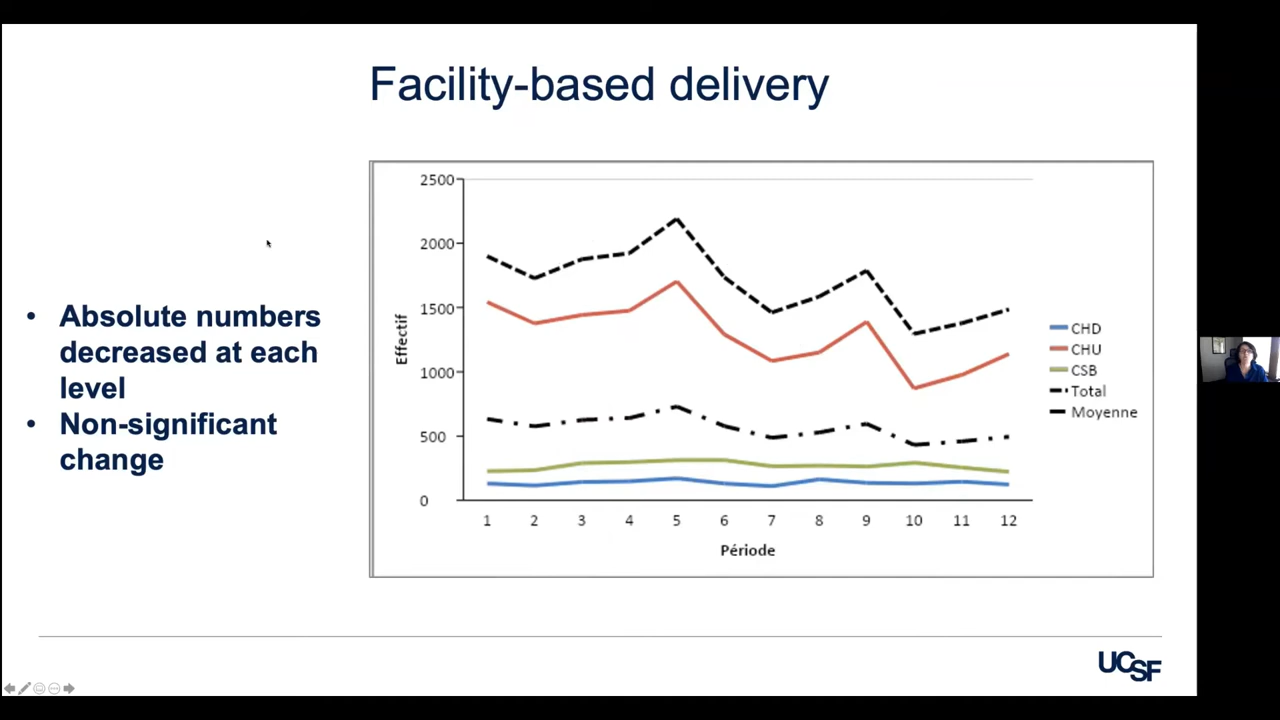 Facility-based delivery
• Absolute numbers
decreased at each
level
• Non-significant
change
2500
2000
1500
1000
500
0
Effectif
1 2 3 4 5 6 7 8 9 10 11 12
Période
CHD
CHU
CSB
Total
Moyenne
UCSF